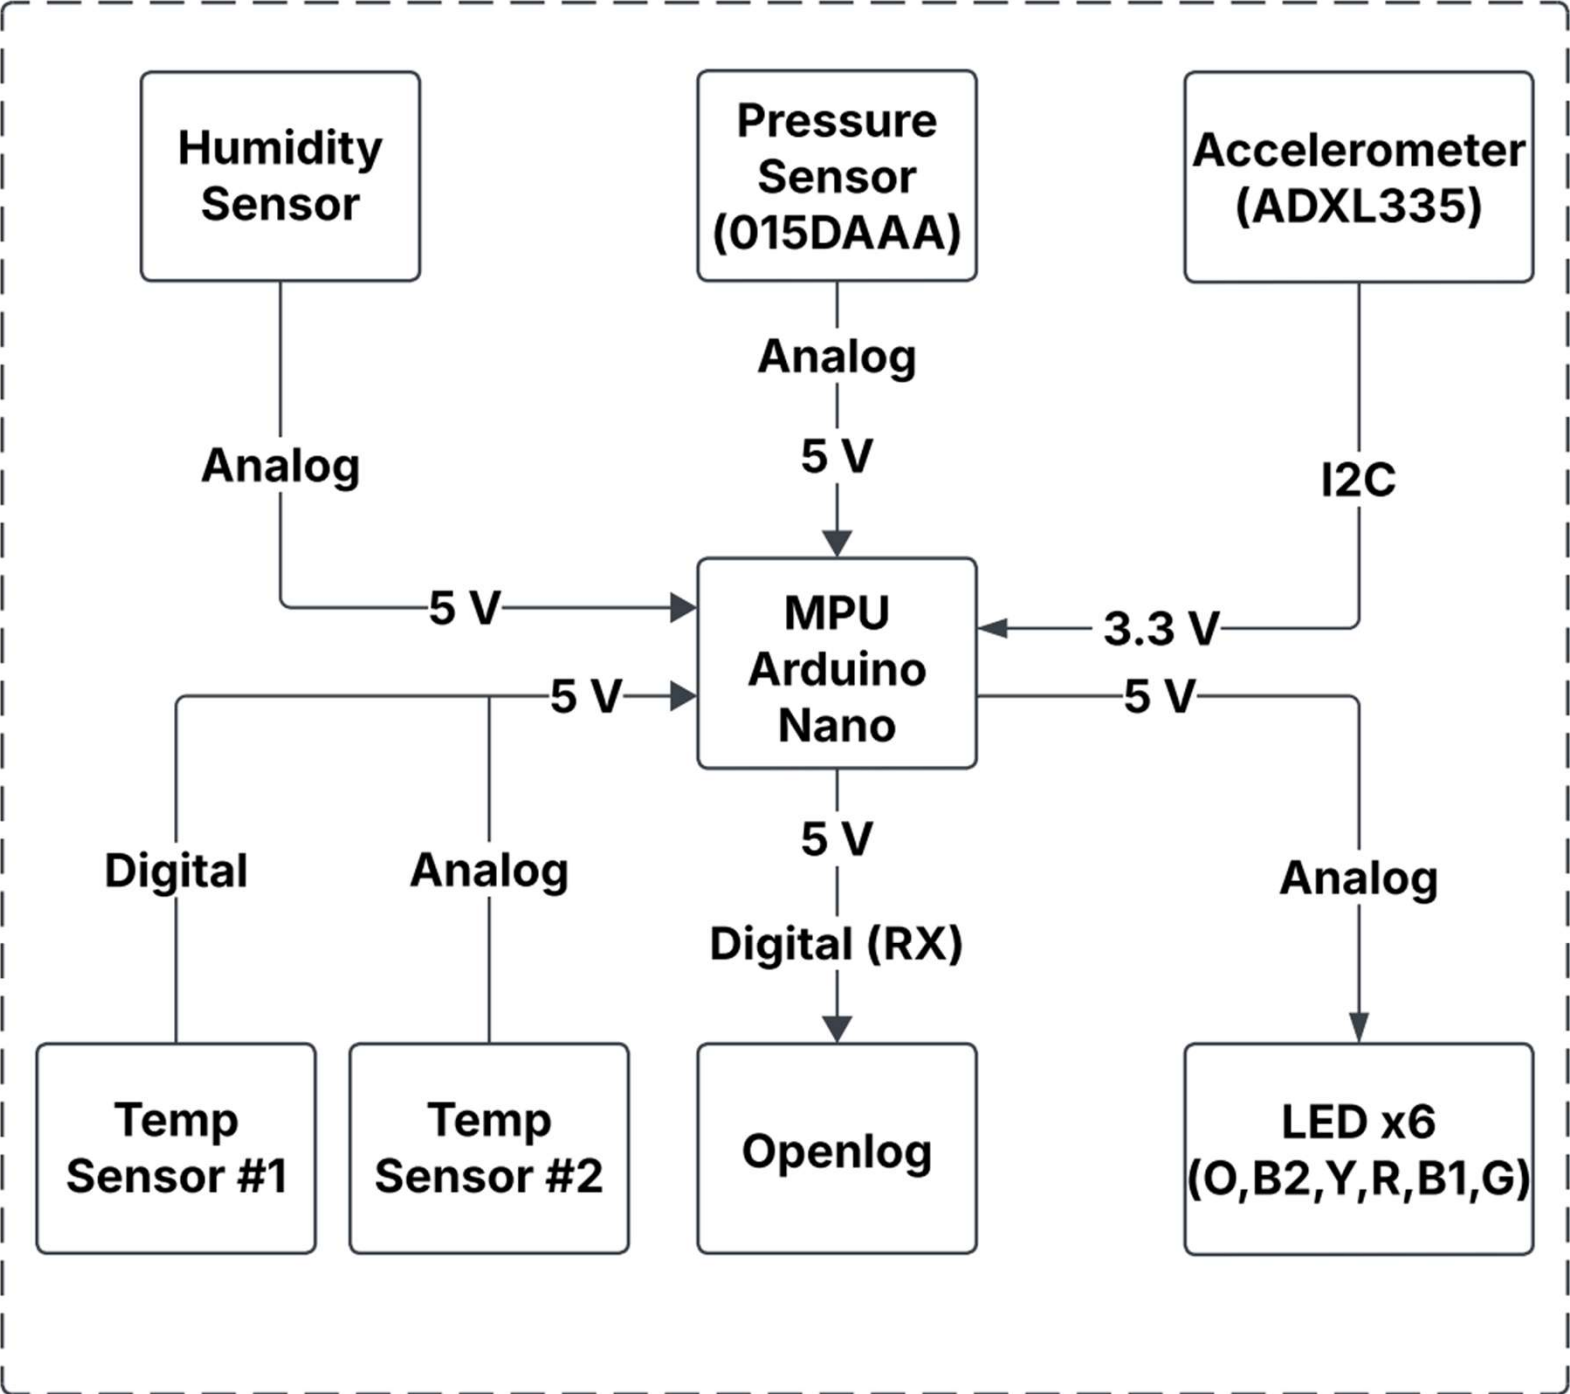 Humidity
Sensor
Pressure
Sensor
(015DAAA)
Accelerometer
(ADXL335)
Analog
5 V
Analog
I2C
5 V
3.3 V
MPU
Arduino
Nano
5 V
5 V
Digital
Analog
5 V
Digital (RX)
Analog
Temp
Sensor #1
Temp
Sensor #2
Openlog
LED x6
(O,B2,Y,R,B1,G)